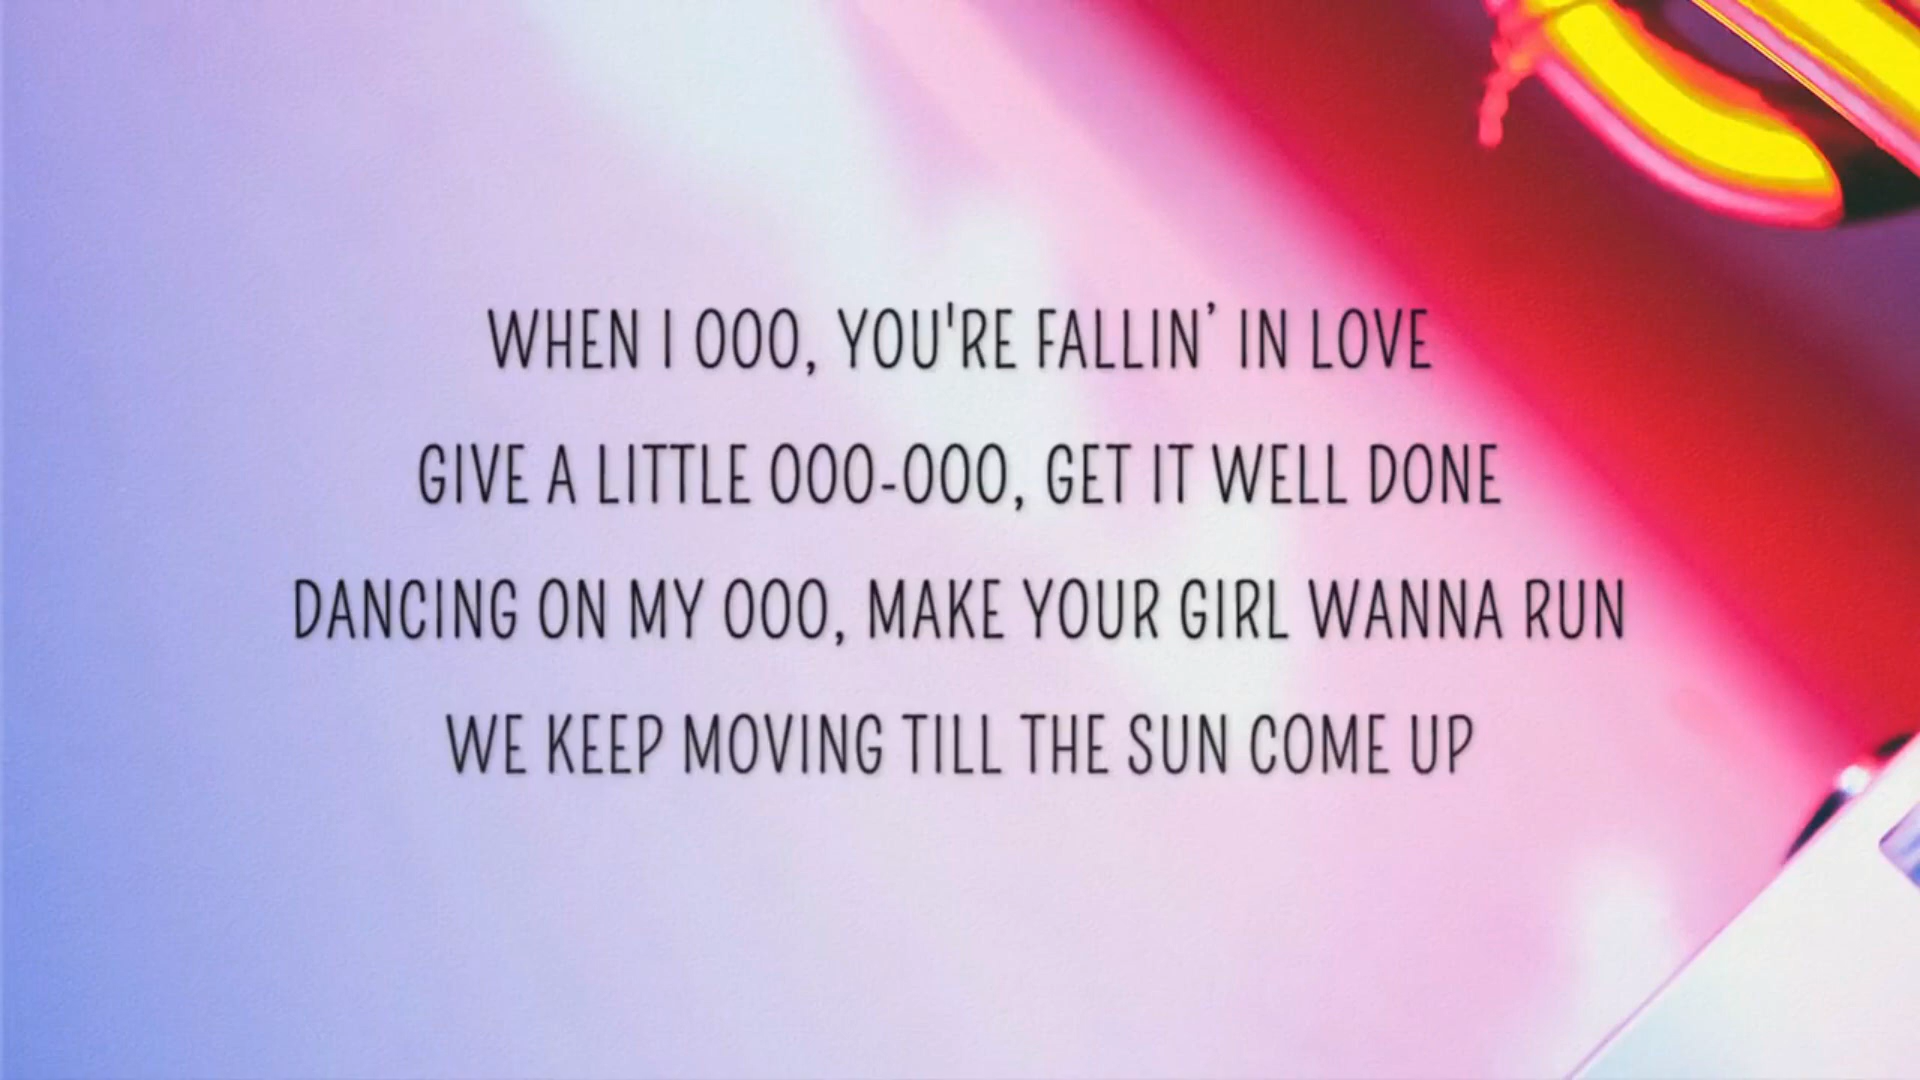 WHEN I OOO, YOU'RE FALLIN’ IN LOVE
GIVE A LITTLE OOO-OOO, GET IT WELL DONE
DANCING ON MY OOO, MAKE YOUR GIRL WANNA RUN
WE KEEP MOVING TILL THE SUN COME UP